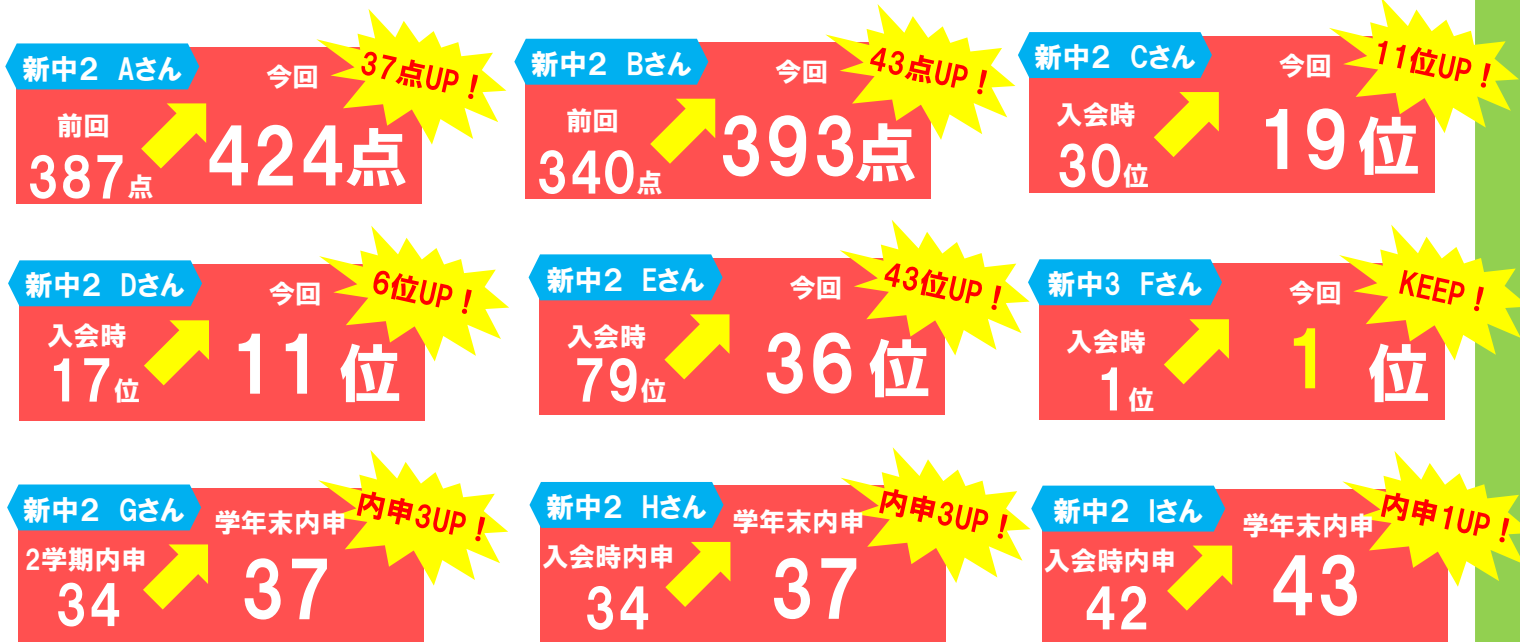 新中2 Aさん
今回
37点UP！
前回
387点
424点
新中2 Bさん
今回
43点UP！
前回
340点
393点
新中2 Cさん
今回
11位UP！
入会時
30位
19位
新中2 Dさん
今回
6位UP！
入会時
17位
11位
新中2 Eさん
今回
43位UP！
入会時
79位
36位
新中3 Fさん
今回
KEEP！
入会時
1位
1位
新中2 Gさん
学年末内申
内申3UP！
2学期内申
34
37
新中2 Hさん
学年末内申
内申3UP！
入会時内申
34
37
新中2 Iさん
学年末内申
内申1UP！
入会時内申
42
43